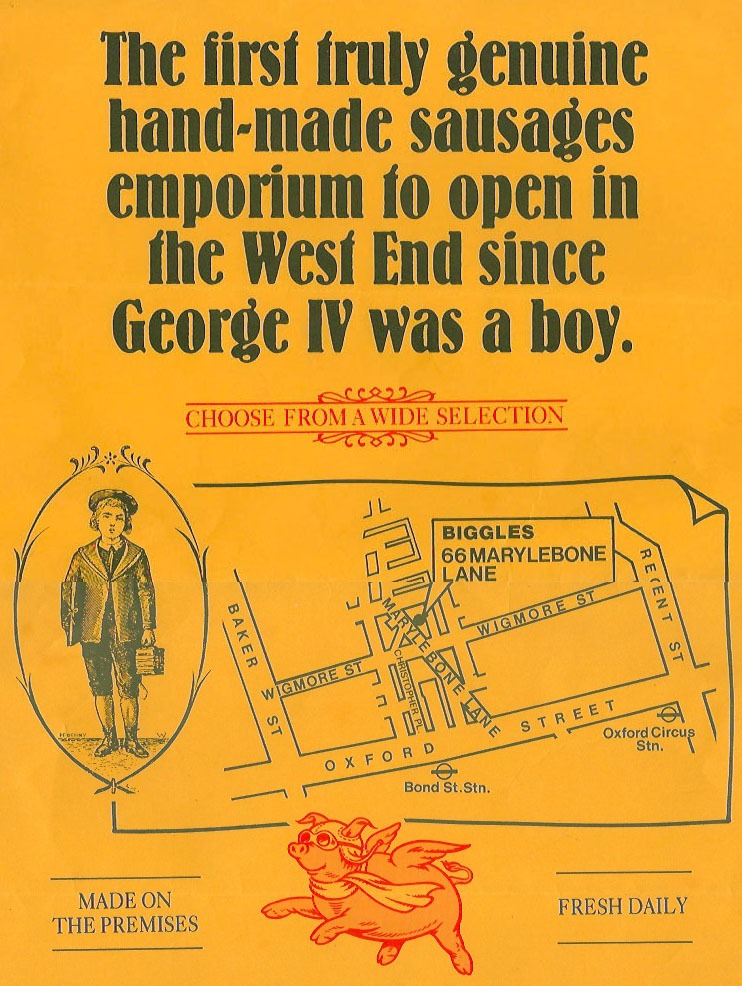 The first truly genuine
hand-made sausages
emporium to open in
the West End since
George IV was a boy.
CHOOSE FROM A WIDE SELECTION
BIGGLES
66 MARYLEBONE
LANE
REGENT ST
WIGMORE ST
MARYLEBONE LANE
BAKER ST
WIGMORE ST
CHRISTOPHER PL
OXFORD STREET
Oxford Circus
Stn.
Bond St. Stn.
MADE ON
THE PREMISES
FRESH DAILY